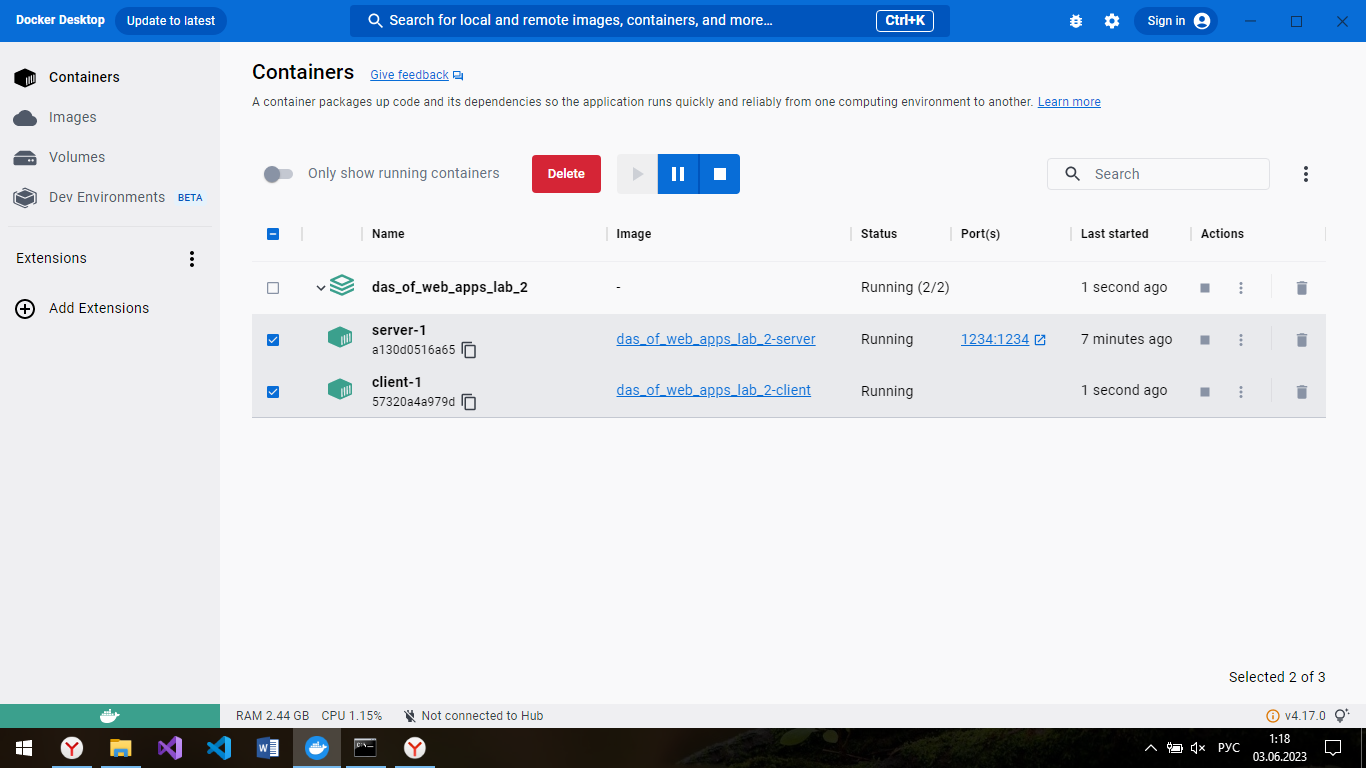 Docker Desktop
Update to latest
Search for local and remote images, containers, and more...
Ctrl+K
Sign in
Containers
Images
Volumes
Dev Environments BETA
Extensions
Add Extensions
Containers Give feedback
A container packages up code and its dependencies so the application runs quickly and reliably from one computing environment to another. Learn more
Only show running containers
Delete
Search
Name Image Status Port(s) Last started Actions
das_of_web_apps_lab_2 - Running (2/2) 1 second ago
server-1
a130d0516a65
das_of_web_apps_lab_2-server Running 1234:1234 7 minutes ago
client-1
57320a4a979d
das_of_web_apps_lab_2-client Running 1 second ago
Selected 2 of 3
RAM 2.44 GB CPU 1.15% Not connected to Hub
v4.17.0
РУС
1:18
03.06.2023